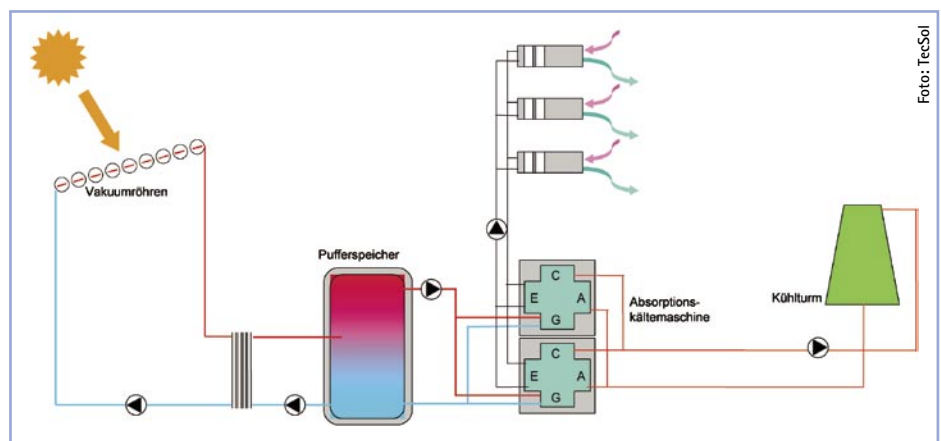 Foto: TecSol
Vakuumröhren
Pufferspeicher
C
E
A
G
Absorptions-
kältemaschine
Kühlturm
C
E
A
G